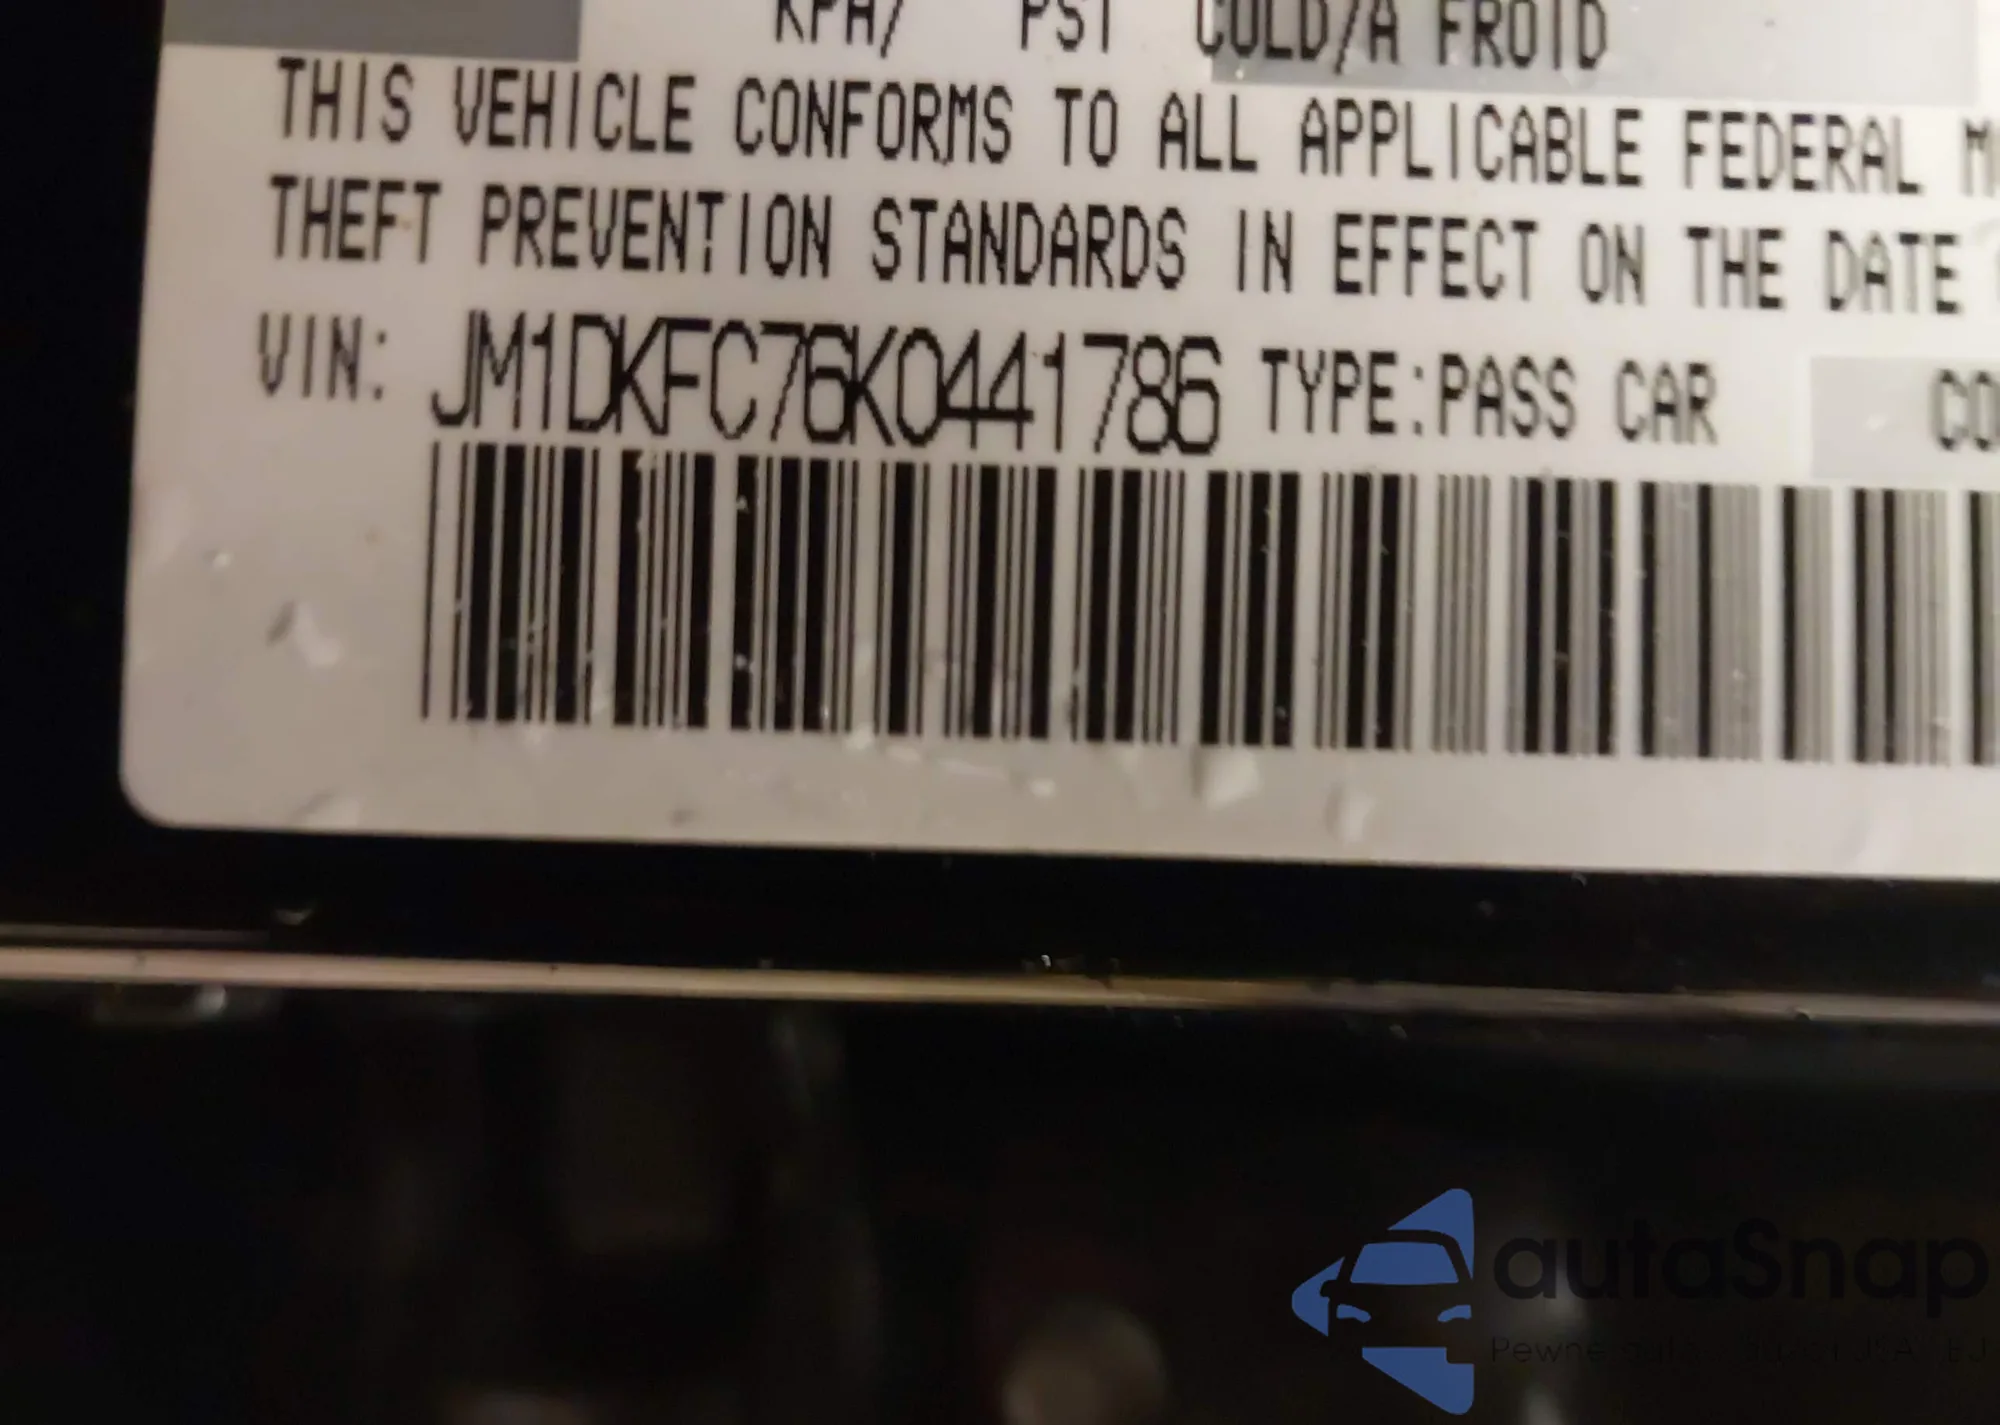 KPA/ PSI COLD/A FROID
THIS VEHICLE CONFORMS TO ALL APPLICABLE FEDERAL M
THEFT PREVENTION STANDARDS IN EFFECT ON THE DATE
VIN: JM1DKFC76K0441786 TYPE:PASS CAR CO
autaSnap